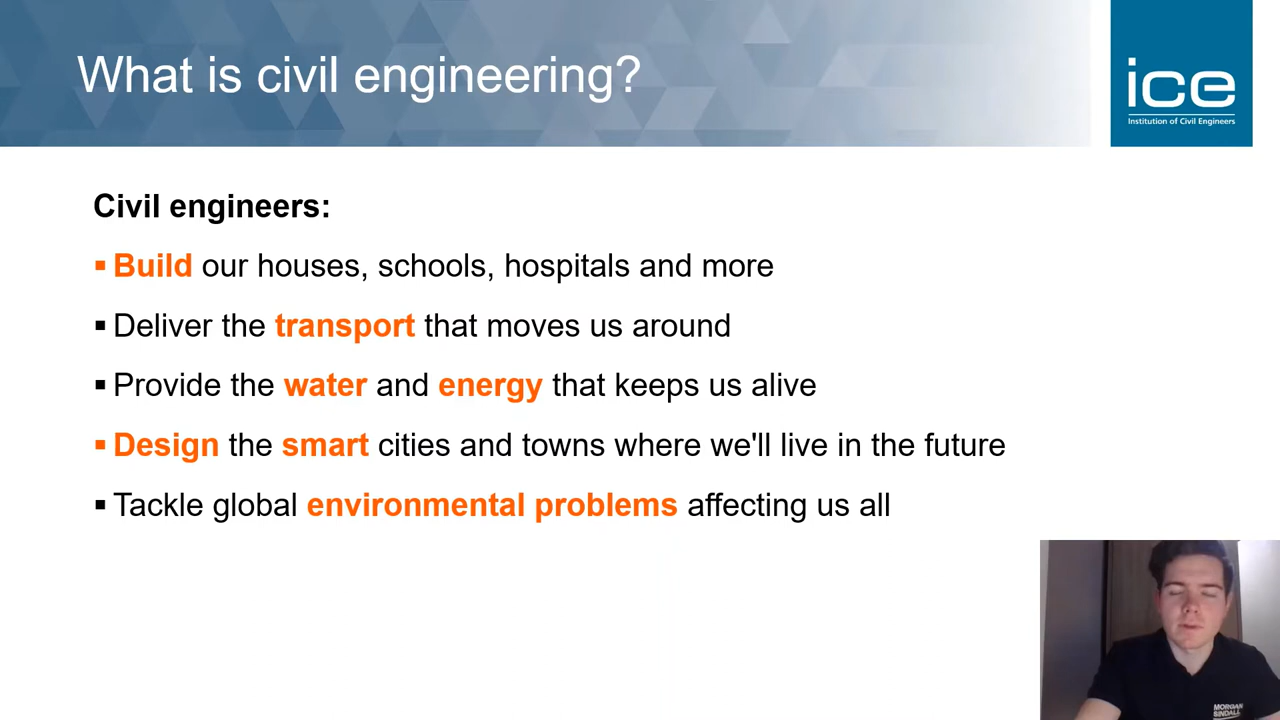 What is civil engineering?
ice
Institution of Civil Engineers
Civil engineers:
▪ Build our houses, schools, hospitals and more
▪ Deliver the transport that moves us around
▪ Provide the water and energy that keeps us alive
▪ Design the smart cities and towns where we'll live in the future
▪ Tackle global environmental problems affecting us all
MORGAN
SINDALL